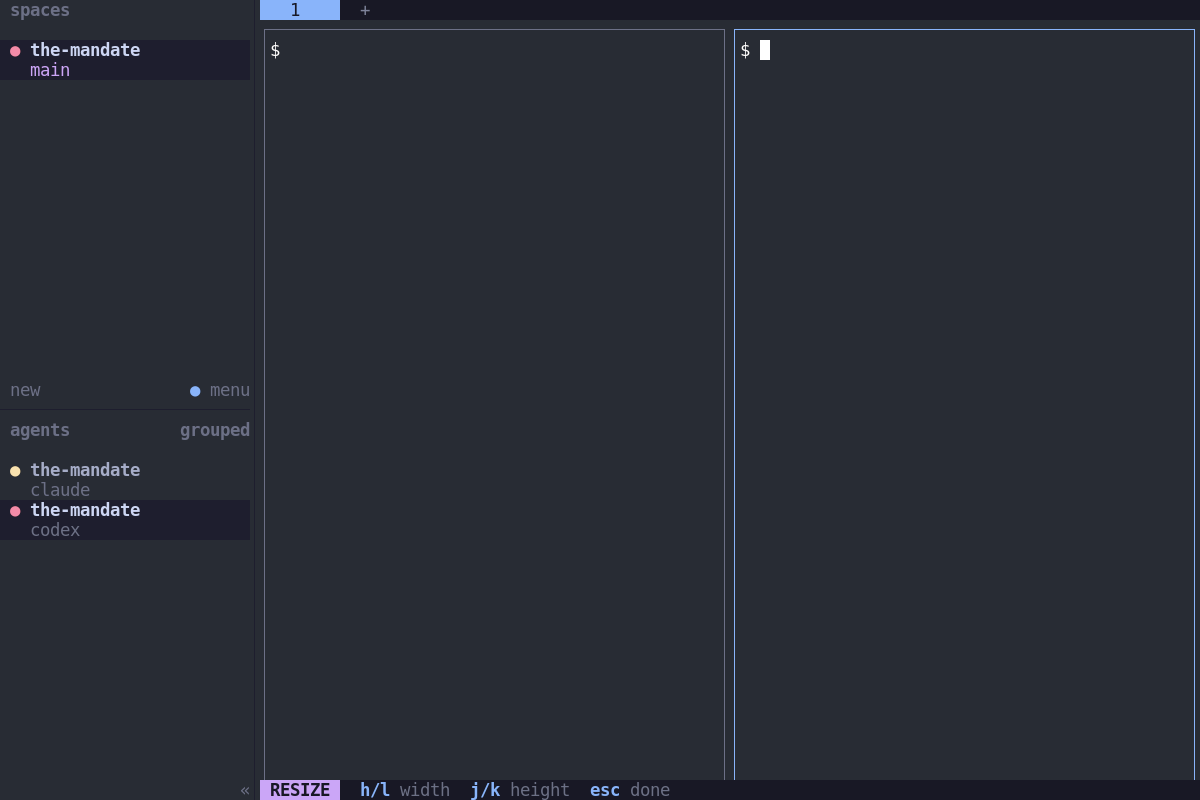 spaces
● the-mandate
main
new ● menu
agents grouped
● the-mandate
claude
● the-mandate
codex
«
1 +
$
$
RESIZE h/l width j/k height esc done